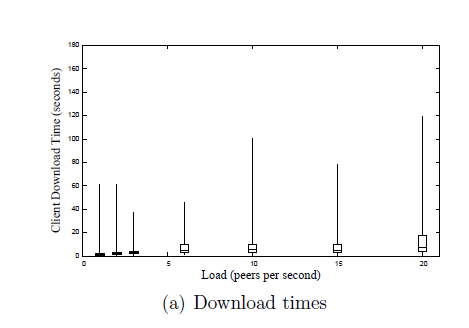 180
160
140
120
100
80
60
40
20
0
Client Download Time (seconds)
0 5 10 15 20
Load (peers per second)
(a) Download times